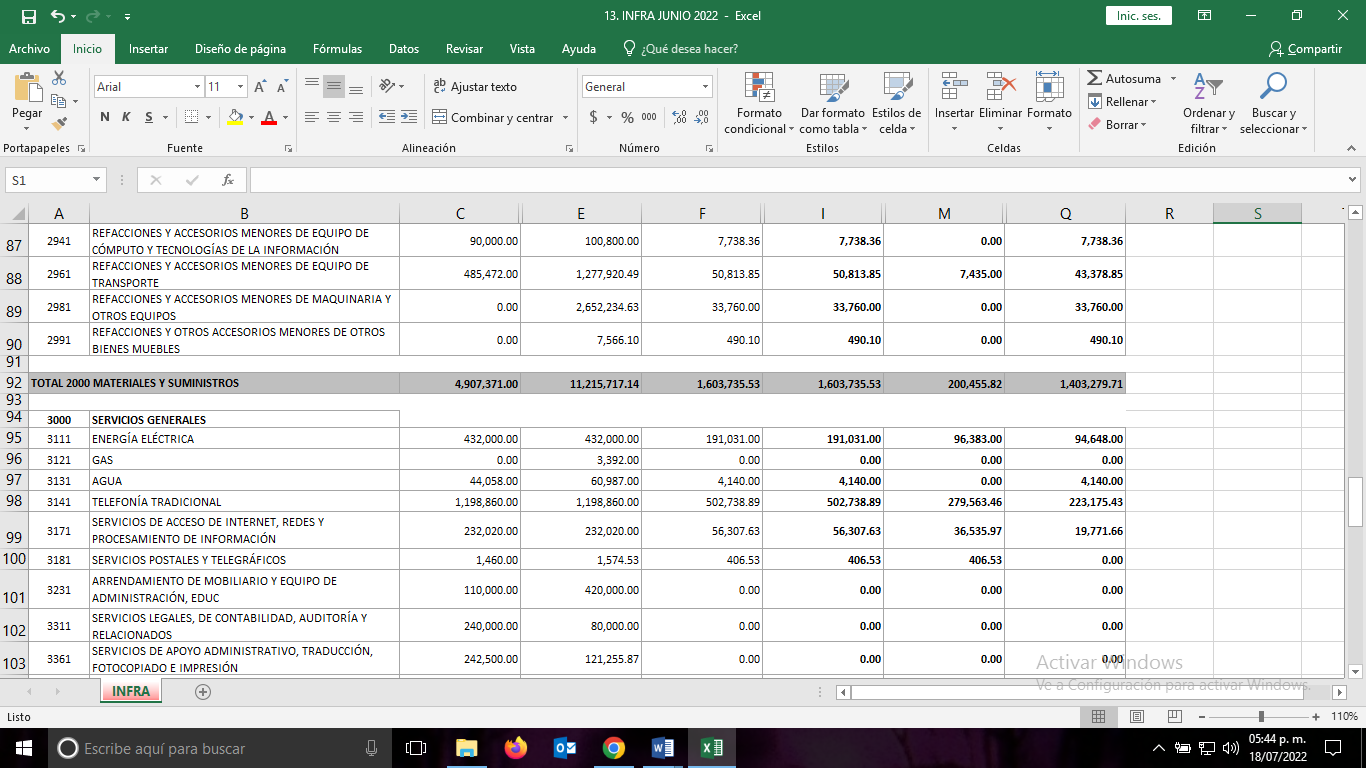 13. INFRA JUNIO 2022 - Excel
Inic. ses.
Archivo Inicio Insertar Diseño de página Fórmulas Datos Revisar Vista Ayuda ¿Qué desea hacer? Compartir
Pegar
Arial 11
N K S
Ajustar texto
Combinar y centrar
General
$ % 000
Formato condicional
Dar formato como tabla
Estilos de celda
Insertar Eliminar Formato
Autosuma
Rellenar
Borrar
Ordenar y filtrar
Buscar y seleccionar
Portapapeles Fuente Alineación Número Estilos Celdas Edición
S1 fx
A B C E F I M Q R S
87 2941 REFACCIONES Y ACCESORIOS MENORES DE EQUIPO DE
CÓMPUTO Y TECNOLOGÍAS DE LA INFORMACIÓN 90,000.00 100,800.00 7,738.36 7,738.36 0.00 7,738.36
88 2961 REFACCIONES Y ACCESORIOS MENORES DE EQUIPO DE
TRANSPORTE 485,472.00 1,277,920.49 50,813.85 50,813.85 7,435.00 43,378.85
89 2981 REFACCIONES Y ACCESORIOS MENORES DE MAQUINARIA Y
OTROS EQUIPOS 0.00 2,652,234.63 33,760.00 33,760.00 0.00 33,760.00
90 2991 REFACCIONES Y OTROS ACCESORIOS MENORES DE OTROS
BIENES MUEBLES 0.00 7,566.10 490.10 490.10 0.00 490.10
91
92 TOTAL 2000 MATERIALES Y SUMINISTROS 4,907,371.00 11,215,717.14 1,603,735.53 1,603,735.53 200,455.82 1,403,279.71
93
94 3000 SERVICIOS GENERALES
95 3111 ENERGÍA ELÉCTRICA 432,000.00 432,000.00 191,031.00 191,031.00 96,383.00 94,648.00
96 3121 GAS 0.00 3,392.00 0.00 0.00 0.00 0.00
97 3131 AGUA 44,058.00 60,987.00 4,140.00 4,140.00 0.00 4,140.00
98 3141 TELEFONÍA TRADICIONAL 1,198,860.00 1,198,860.00 502,738.89 502,738.89 279,563.46 223,175.43
99 3171 SERVICIOS DE ACCESO DE INTERNET, REDES Y
PROCESAMIENTO DE INFORMACIÓN 232,020.00 232,020.00 56,307.63 56,307.63 36,535.97 19,771.66
100 3181 SERVICIOS POSTALES Y TELEGRÁFICOS 1,460.00 1,574.53 406.53 406.53 406.53 0.00
101 3231 ARRENDAMIENTO DE MOBILIARIO Y EQUIPO DE
ADMINISTRACIÓN, EDUC 110,000.00 420,000.00 0.00 0.00 0.00 0.00
102 3311 SERVICIOS LEGALES, DE CONTABILIDAD, AUDITORÍA Y
RELACIONADOS 240,000.00 80,000.00 0.00 0.00 0.00 0.00
103 3361 SERVICIOS DE APOYO ADMINISTRATIVO, TRADUCCIÓN,
FOTOCOPIADO E IMPRESIÓN 242,500.00 121,255.87 0.00 0.00 0.00 0.00
Activar Windows
Ve a Configuración para activar Windows.
INFRA
Listo 110%
Escribe aquí para buscar
05:44 p. m.
18/07/2022